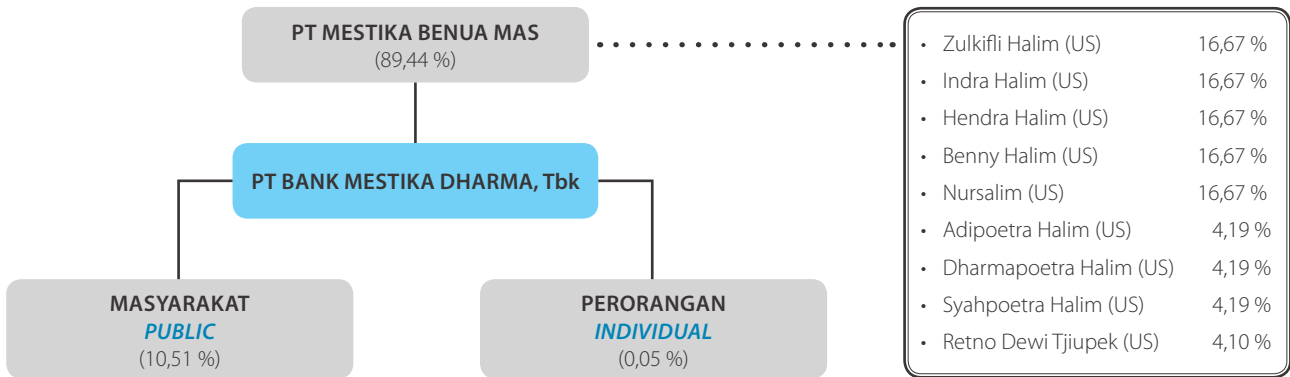 PT MESTIKA BENUA MAS
(89,44 %)
• Zulkifli Halim (US) 16,67 %
• Indra Halim (US) 16,67 %
• Hendra Halim (US) 16,67 %
• Benny Halim (US) 16,67 %
• Nursalim (US) 16,67 %
• Adipoetra Halim (US) 4,19 %
• Dharmapoetra Halim (US) 4,19 %
• Syahpoetra Halim (US) 4,19 %
• Retno Dewi Tjiupek (US) 4,10 %
PT BANK MESTIKA DHARMA, Tbk
MASYARAKAT
PUBLIC
(10,51 %)
PERORANGAN
INDIVIDUAL
(0,05 %)